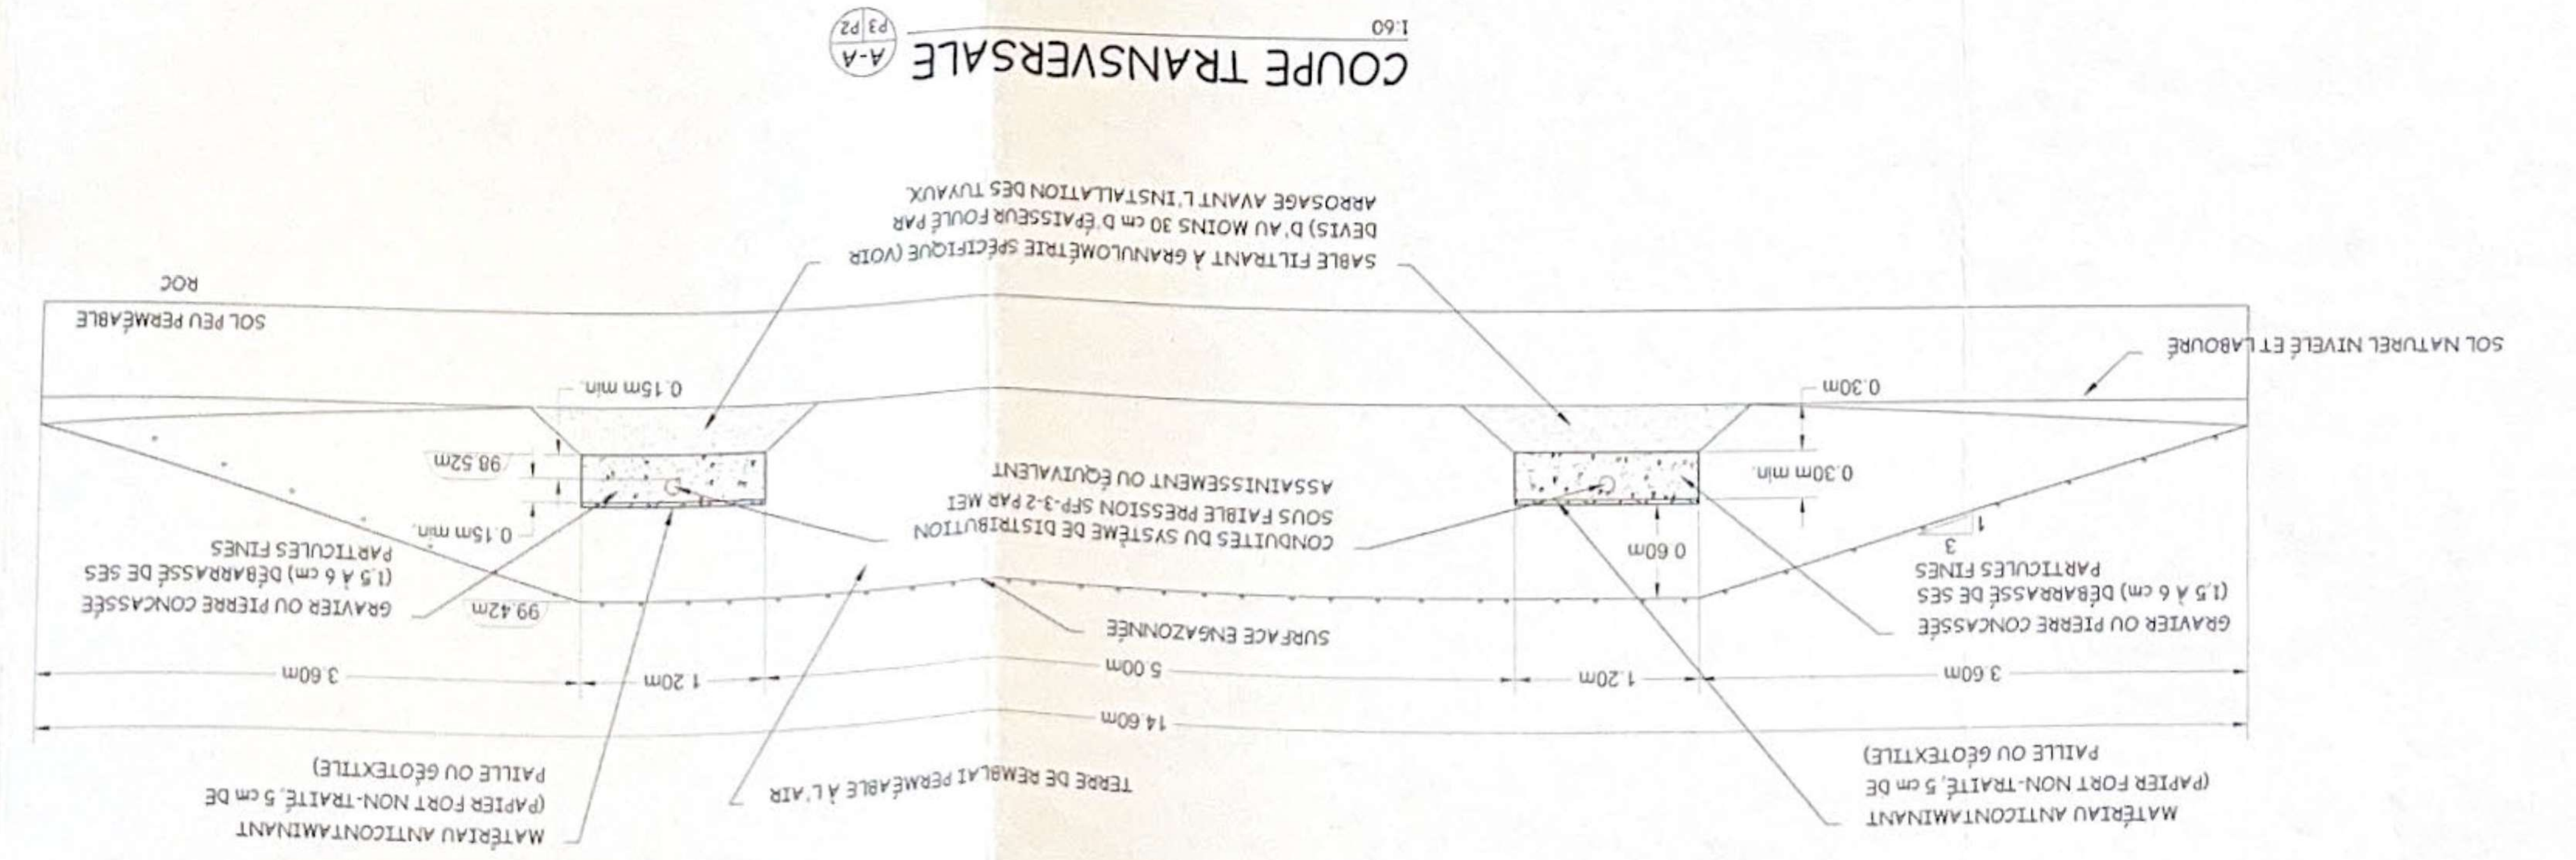 MATÉRIAU ANTICONTAMINANT
(PAPIER FORT NON-TRAITÉ, 5 cm DE
PAILLE OU GÉOTEXTILE)
TERRE DE REMBLAI PERMÉABLE À L'AIR
MATÉRIAU ANTICONTAMINANT
(PAPIER FORT NON-TRAITÉ, 5 cm DE
PAILLE OU GÉOTEXTILE)
14.60m
3.60m
1.20m
5.00m
1.20m
3.60m
GRAVIER OU PIERRE CONCASSÉE
(1,5 À 6 cm) DÉBARRASSÉ DE SES
PARTICULES FINES
SURFACE ENGAZONNÉE
99.42m
GRAVIER OU PIERRE CONCASSÉE
(1,5 À 6 cm) DÉBARRASSÉ DE SES
PARTICULES FINES
3
1
0.60m
CONDUITES DU SYSTÈME DE DISTRIBUTION
SOUS FAIBLE PRESSION SFP-3-2 PAR MEI
ASSAINISSEMENT OU ÉQUIVALENT
0.15m min.
0.30m min.
98.52m
0.30m
0.15m min.
SOL NATUREL NIVELÉ ET LABOURÉ
SOL PEU PERMÉABLE
ROC
SABLE FILTRANT À GRANULOMÉTRIE SPÉCIFIQUE (VOIR
DEVIS) D'AU MOINS 30 cm D'ÉPAISSEUR FOULÉ PAR
ARROSAGE AVANT L'INSTALLATION DES TUYAUX.
COUPE TRANSVERSALE
1:60
A-A
P3 P2